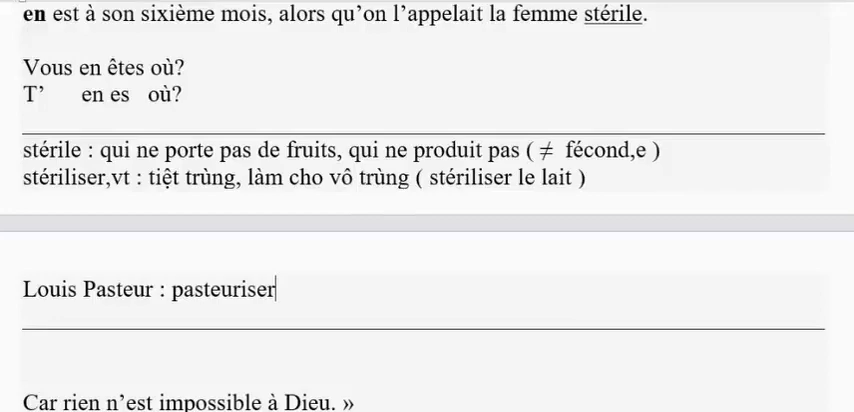 en est à son sixième mois, alors qu’on l’appelait la femme stérile.
Vous en êtes où?
T’ en es où?
stérile : qui ne porte pas de fruits, qui ne produit pas ( ≠ fécond,e )
stériliser,vt : tiệt trùng, làm cho vô trùng ( stériliser le lait )
Louis Pasteur : pasteuriser
Car rien n’est impossible à Dieu. »